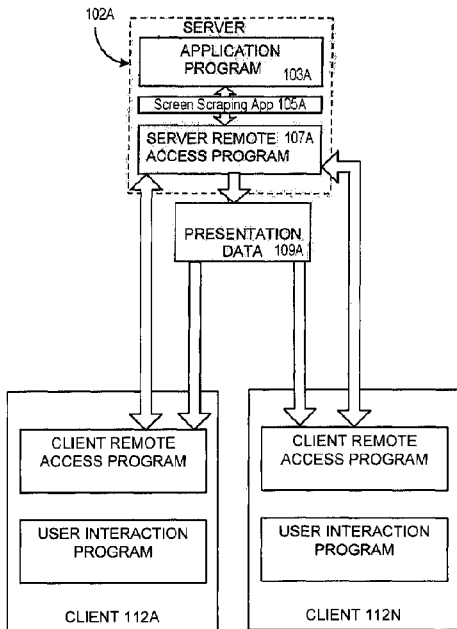 102A
SERVER
APPLICATION
PROGRAM 103A
Screen Scraping App 105A
SERVER REMOTE 107A
ACCESS PROGRAM
PRESENTATION
DATA 109A
CLIENT REMOTE
ACCESS PROGRAM
USER INTERACTION
PROGRAM
CLIENT 112A
CLIENT REMOTE
ACCESS PROGRAM
USER INTERACTION
PROGRAM
CLIENT 112N